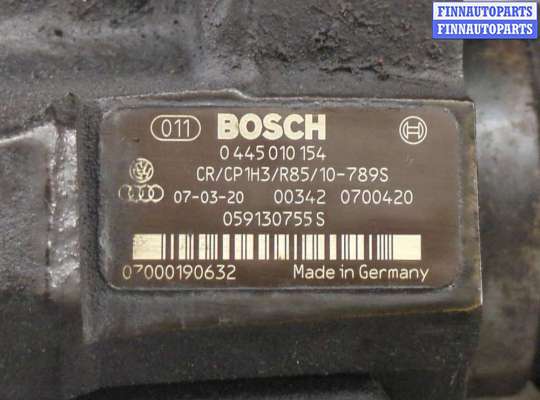 FINNAUTOPARTS
FINNAUTOPARTS
011 BOSCH
0 445 010 154
CR/CP1H3/R85/10-789S
07-03-20 00342 0700420
059130755S
07000190632 Made in Germany